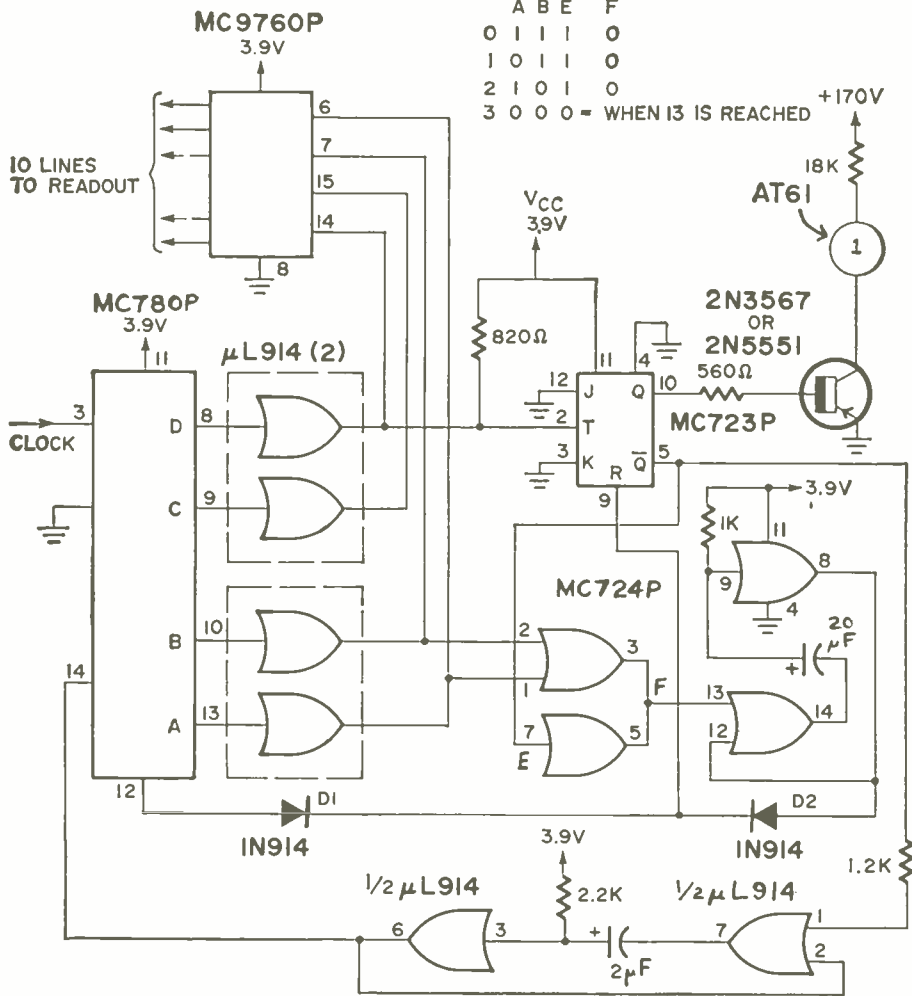 A B E F
0 1 1 1 0
1 0 1 1 0
2 1 0 1 0
3 0 0 0 = WHEN 13 IS REACHED
MC9760P
3.9V
6
7
15
14
8
10 LINES
TO READOUT
+170V
18K
AT61
1
VCC
3.9V
820Ω
2N3567
OR
2N5551
560Ω
MC723P
11
4
12
J
Q
10
2
T
3
K
Q̅
5
R
9
MC780P
3.9V
11
μL914 (2)
3
CLOCK
D
8
C
9
B
10
A
13
14
12
MC724P
2
1
3
F
7
E
5
3.9V
1K
11
9
8
4
20
μF
+
13
12
14
D1
1N914
D2
1N914
1.2K
3.9V
2.2K
1/2 μL914
6
3
+
2μF
1/2 μL914
7
1
2